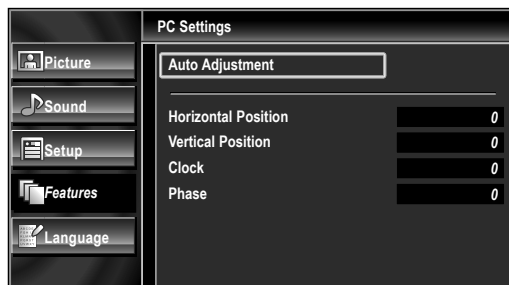 PC Settings
Picture
Sound
Setup
Features
Language
Auto Adjustment
Horizontal Position 0
Vertical Position 0
Clock 0
Phase 0